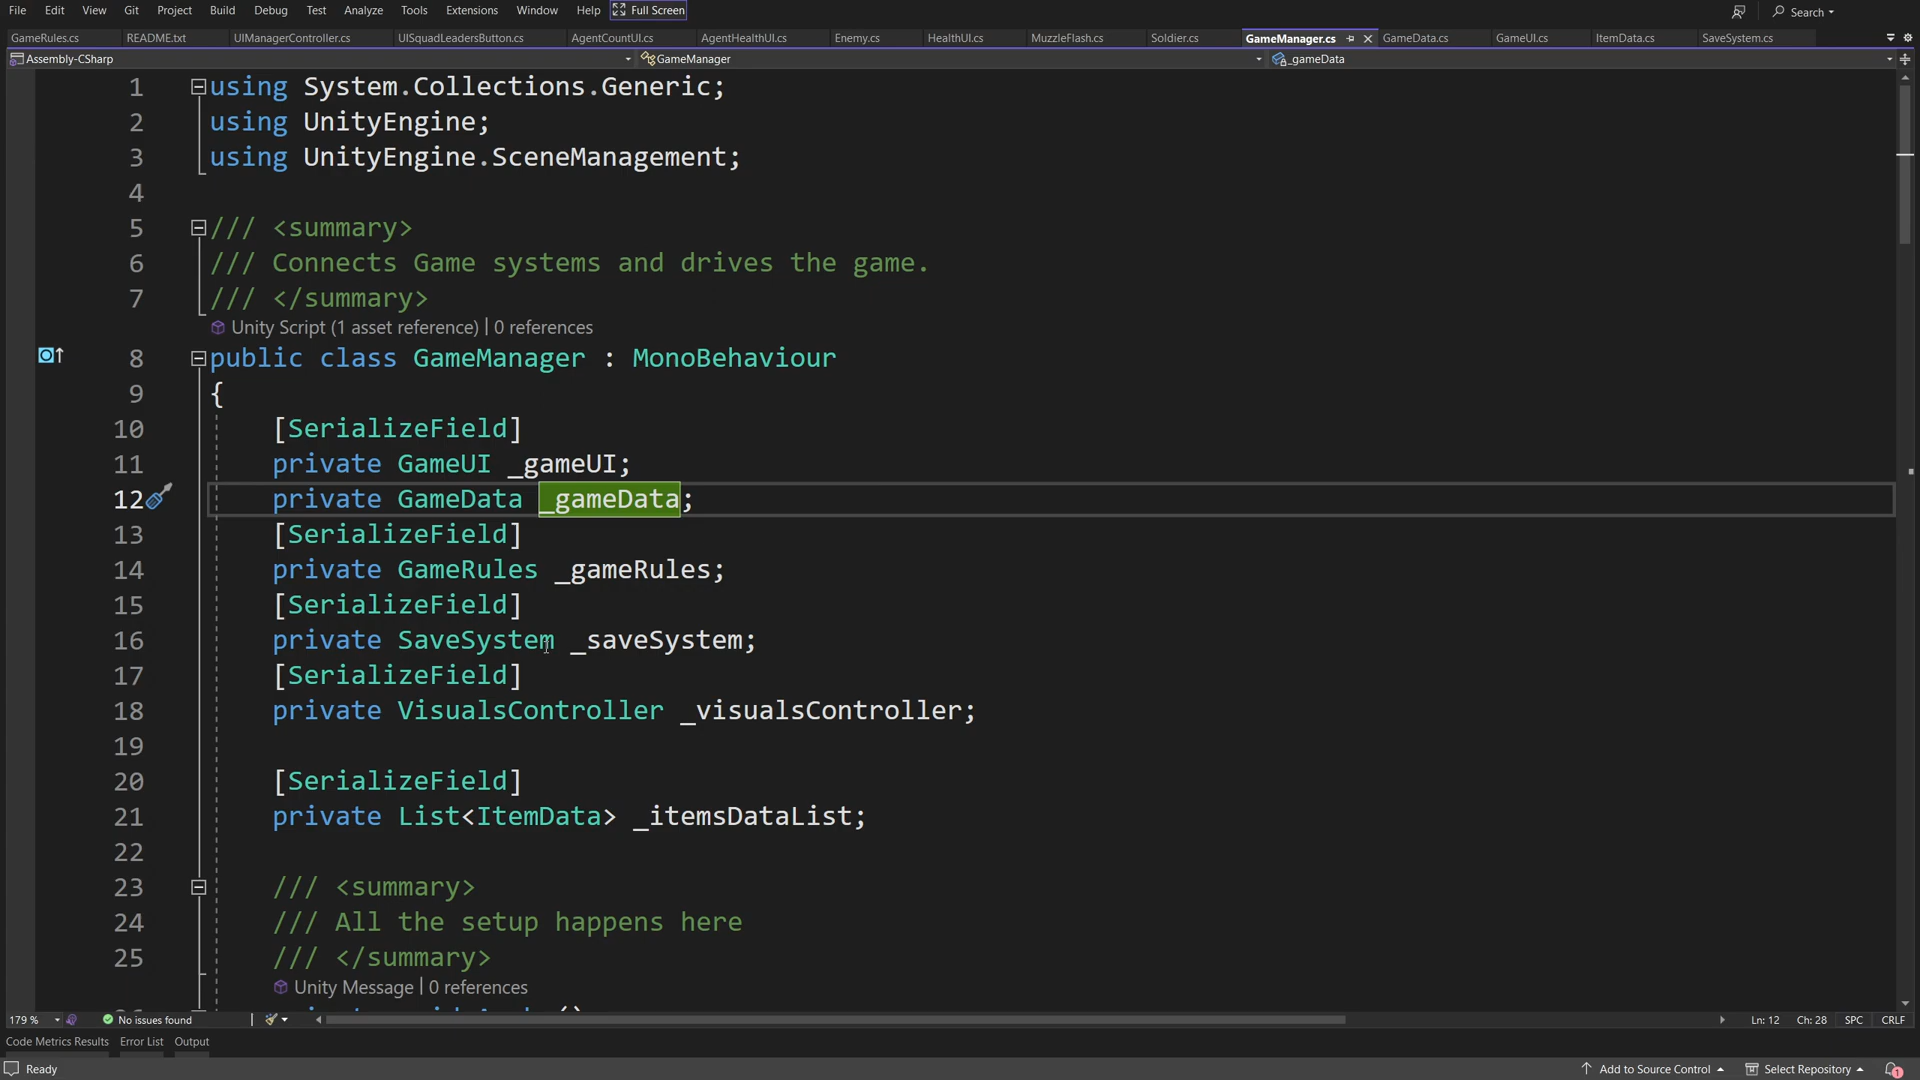 File Edit View Git Project Build Debug Test Analyze Tools Extensions Window Help Full Screen Search
GameRules.cs README.txt UIManagerController.cs UISquadLeadersButton.cs AgentCountUI.cs AgentHealthUI.cs Enemy.cs HealthUI.cs MuzzleFlash.cs Soldier.cs GameManager.cs GameData.cs GameUI.cs ItemData.cs SaveSystem.cs
Assembly-CSharp GameManager _gameData
1 using System.Collections.Generic;
2 using UnityEngine;
3 using UnityEngine.SceneManagement;
4
5 /// <summary>
6 /// Connects Game systems and drives the game.
7 /// </summary>
Unity Script (1 asset reference) | 0 references
8 public class GameManager : MonoBehaviour
9 {
10 [SerializeField]
11 private GameUI _gameUI;
12 private GameData _gameData;
13 [SerializeField]
14 private GameRules _gameRules;
15 [SerializeField]
16 private SaveSystem _saveSystem;
17 [SerializeField]
18 private VisualsController _visualsController;
19
20 [SerializeField]
21 private List<ItemData> _itemsDataList;
22
23 /// <summary>
24 /// All the setup happens here
25 /// </summary>
Unity Message | 0 references
179 % No issues found Ln: 12 Ch: 28 SPC CRLF
Code Metrics Results Error List Output
Ready Add to Source Control Select Repository 1